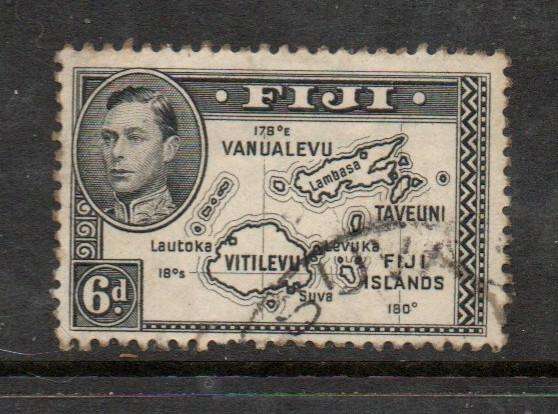 · FIJI ·
178°E
VANUALEVU
Lambasa
TAVEUNI
Lautoka
Levuka
VITILEVU
FIJI
ISLANDS
18°S
Suva
180°
6d